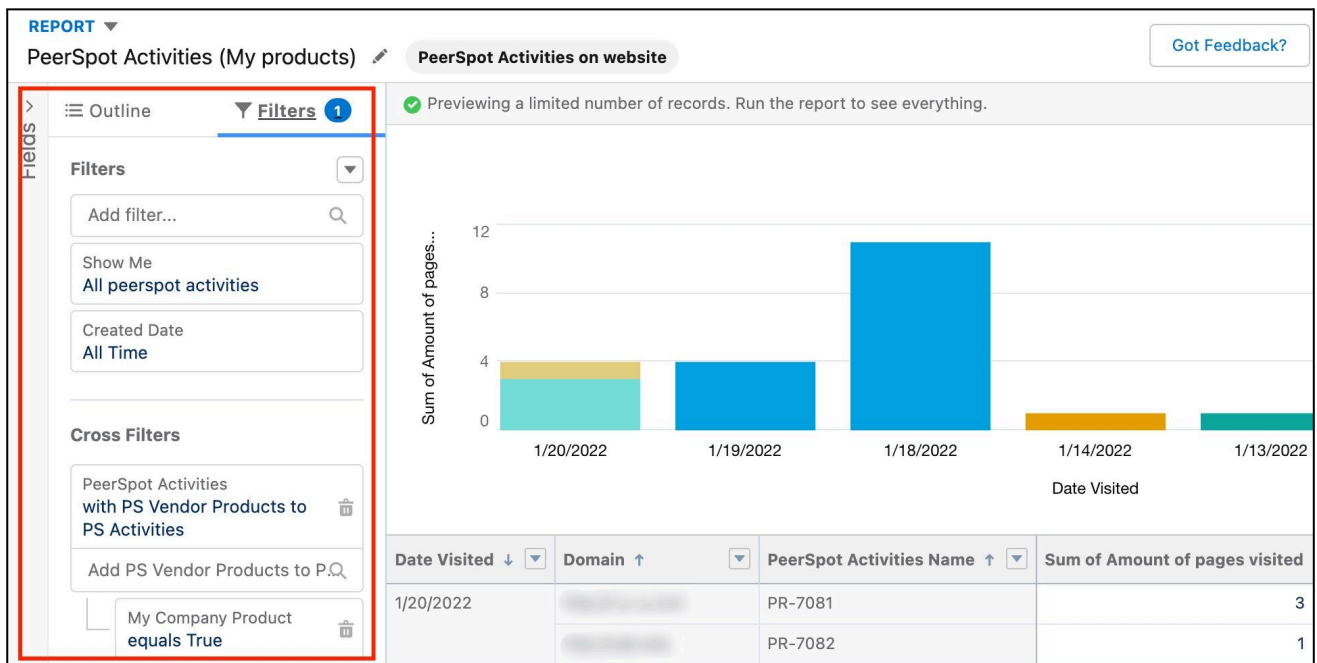 REPORT
PeerSpot Activities (My products)
PeerSpot Activities on website
Got Feedback?
Fields
Outline
Filters 1
Filters
Add filter...
Show Me
All peerspot activities
Created Date
All Time
Cross Filters
PeerSpot Activities
with PS Vendor Products to
PS Activities
Add PS Vendor Products to P...
My Company Product
equals True
Previewing a limited number of records. Run the report to see everything.
Sum of Amount of pages...
12
8
4
0
1/20/2022 1/19/2022 1/18/2022 1/14/2022 1/13/2022
Date Visited
Date Visited Domain PeerSpot Activities Name Sum of Amount of pages visited
1/20/2022 PR-7081 3
PR-7082 1